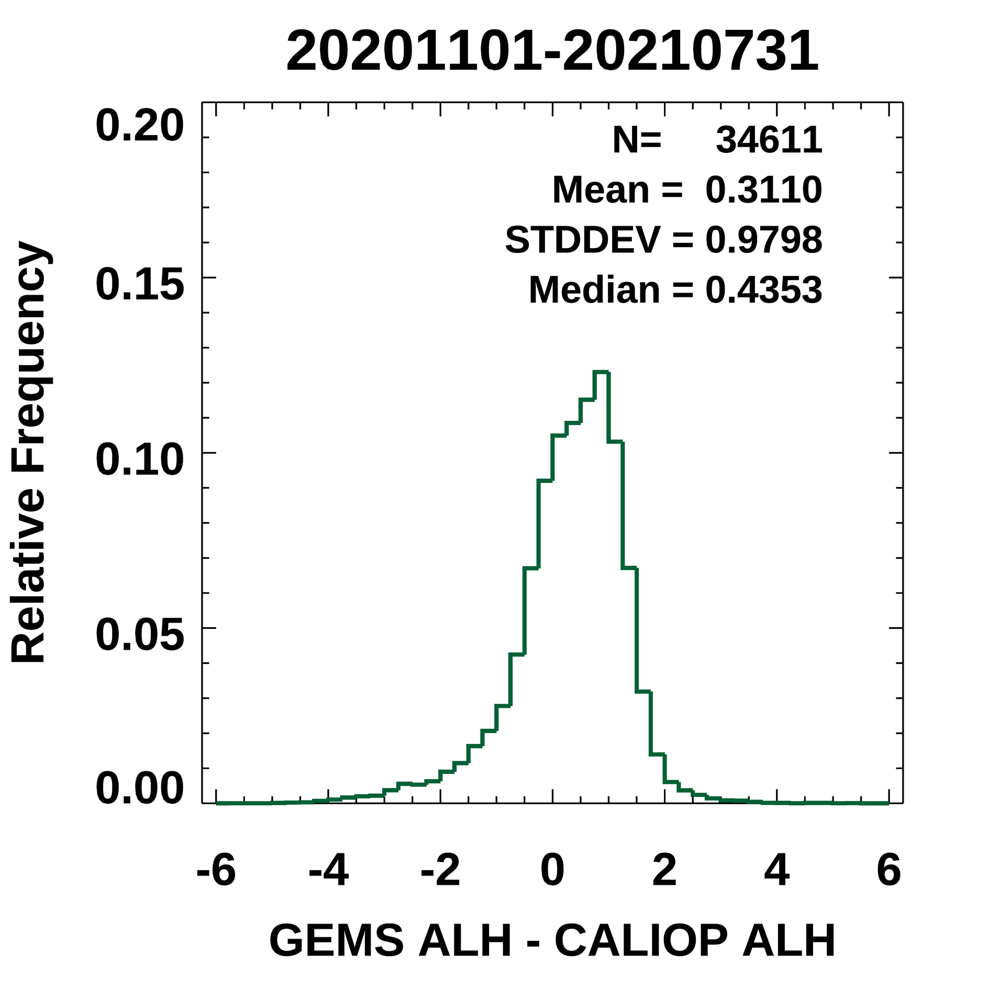 20201101-20210731
N= 34611
Mean = 0.3110
STDDEV = 0.9798
Median = 0.4353
Relative Frequency
0.20
0.15
0.10
0.05
0.00
-6 -4 -2 0 2 4 6
GEMS ALH - CALIOP ALH